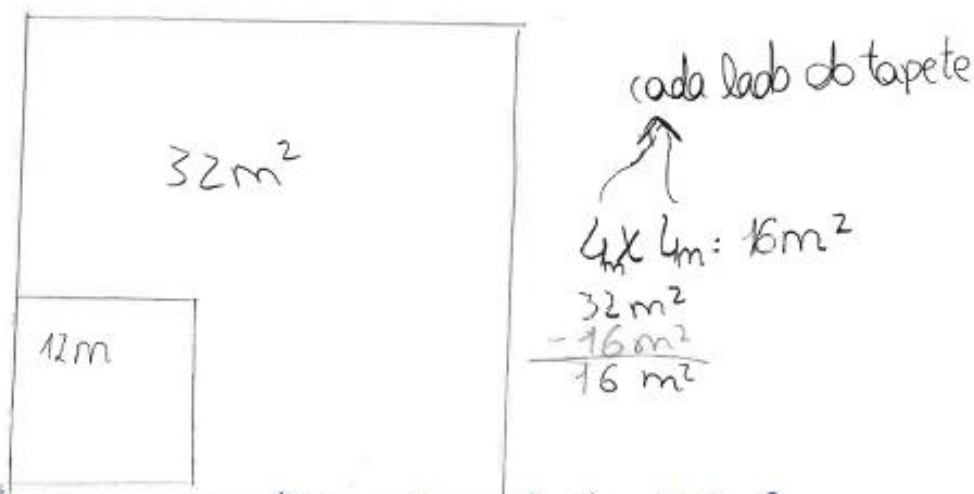 32m²
12m
cada lado do tapete
4m x 4m: 16m²
32m²
-16m²
16 m²